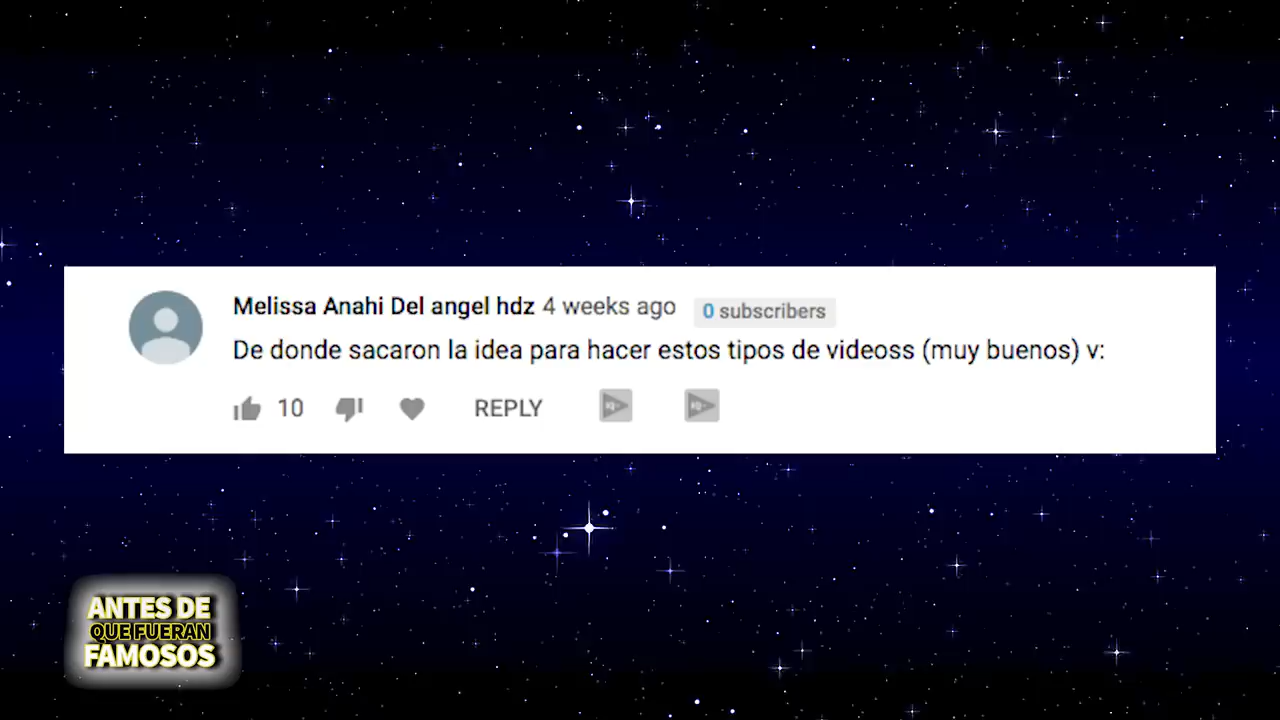 Melissa Anahi Del angel hdz 4 weeks ago 0 subscribers
De donde sacaron la idea para hacer estos tipos de videoss (muy buenos) v:
10 REPLY
ANTES DE
QUE FUERAN
FAMOSOS